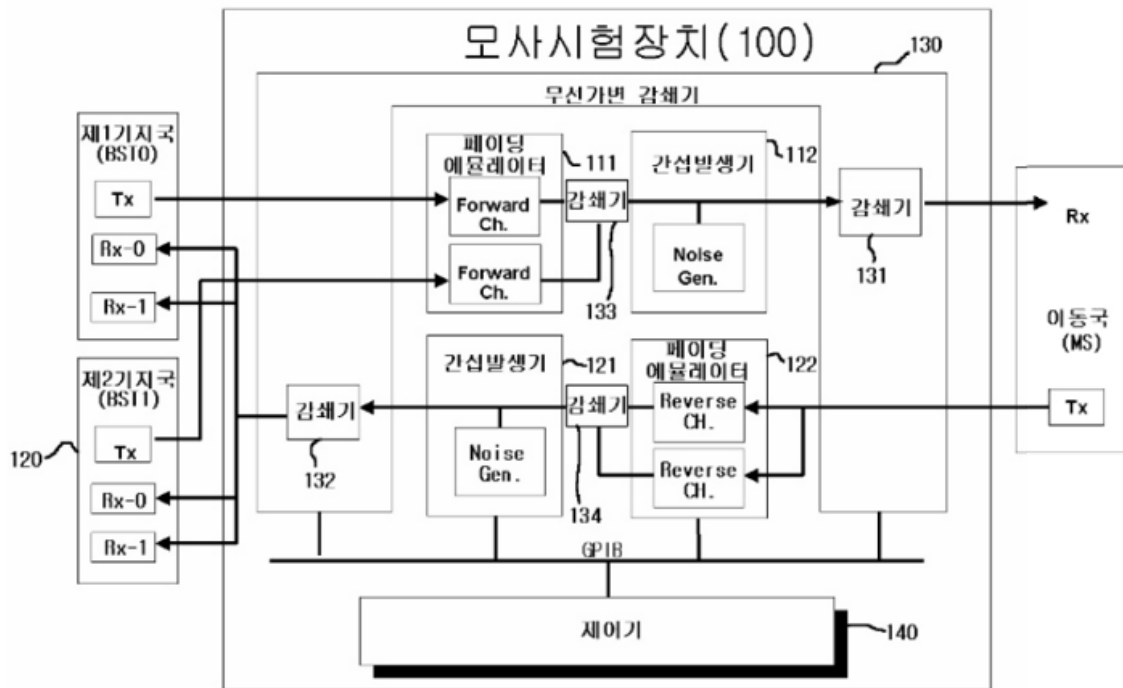 모사시험장치(100)
130
무선가변 감쇄기
제1기지국
(BST0)
Tx
Rx-0
Rx-1
페이딩
에뮬레이터
111
Forward
Ch.
Forward
Ch.
감쇄기
133
간섭발생기
112
Noise
Gen.
감쇄기
131
Rx
이동국
(MS)
Tx
제2기지국
(BST1)
120
Tx
Rx-0
Rx-1
감쇄기
132
간섭발생기
121
Noise
Gen.
감쇄기
134
페이딩
에뮬레이터
122
Reverse
CH.
Reverse
CH.
GPIB
제어기
140